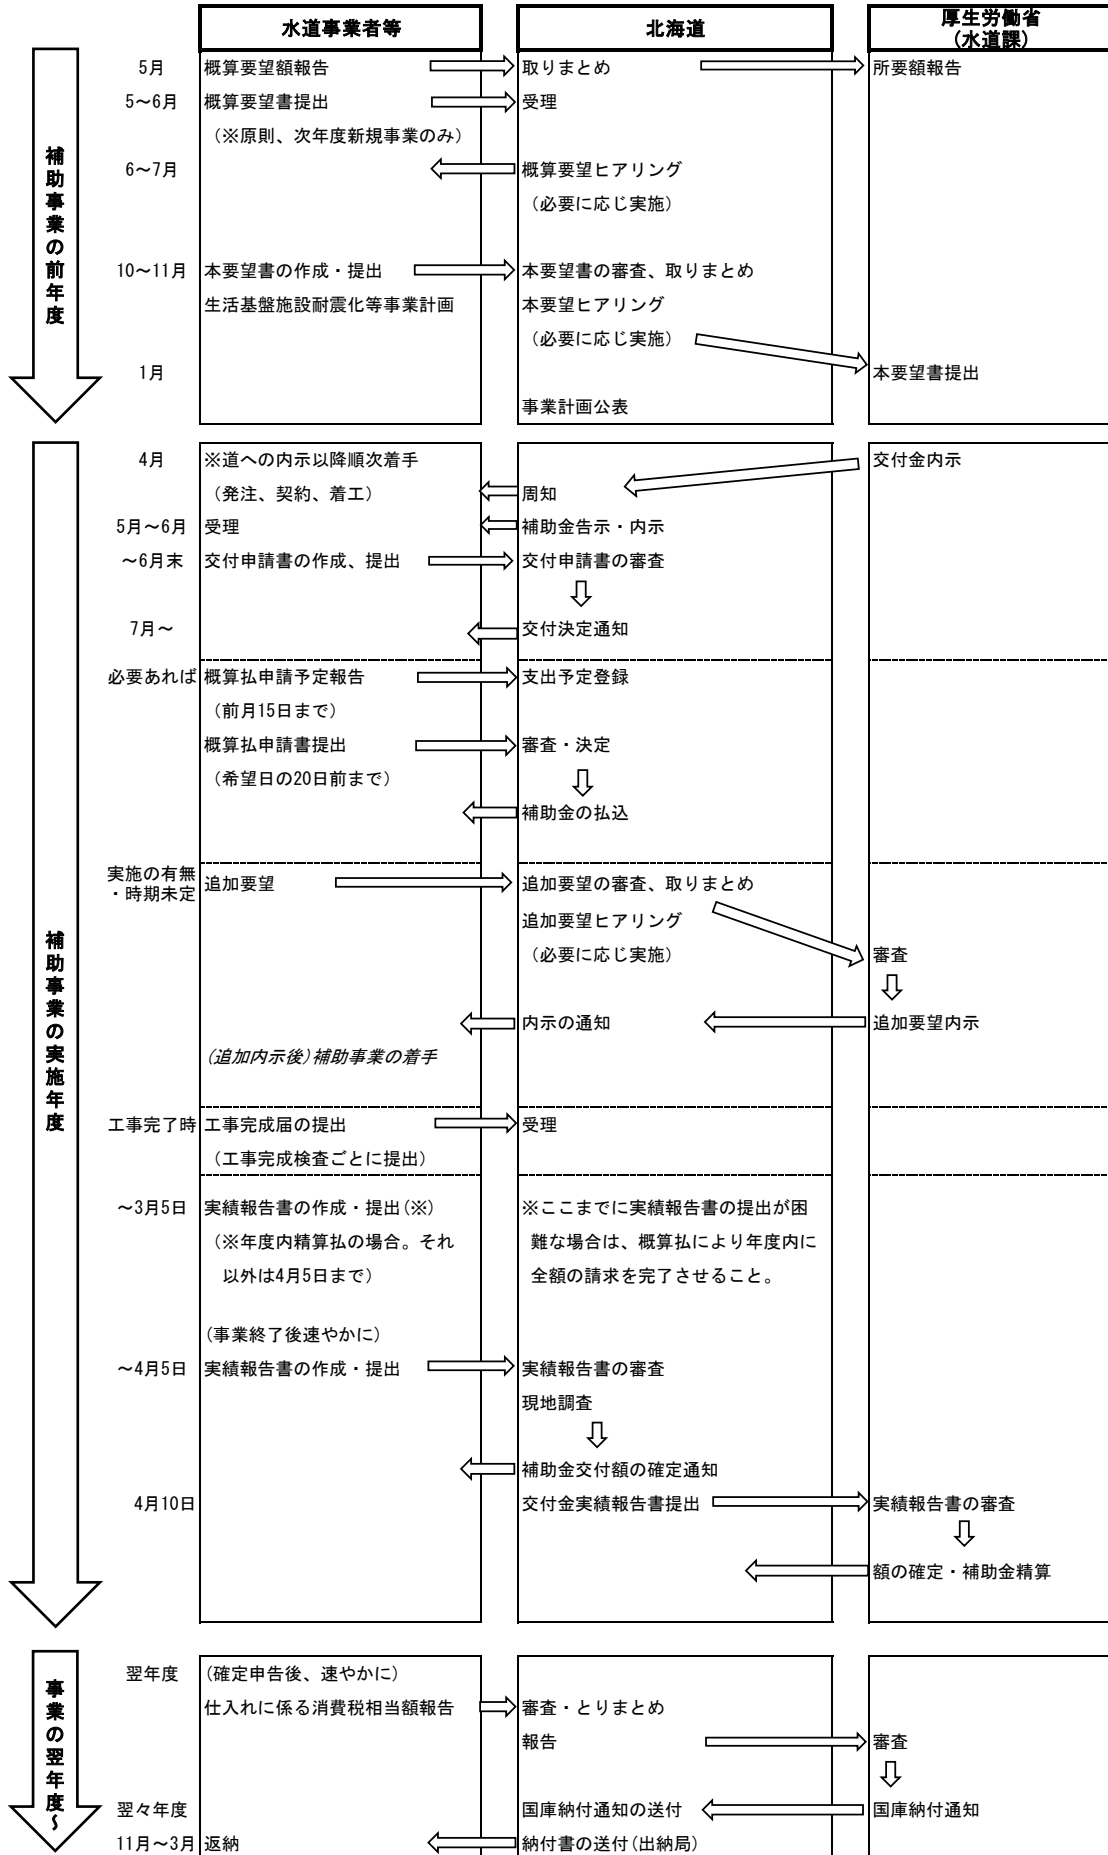 水道事業者等
北海道
厚生労働省
(水道課)
補助事業の前年度
5月 概算要望額報告 取りまとめ 所要額報告
5～6月 概算要望書提出 受理
(※原則、次年度新規事業のみ)
6～7月 概算要望ヒアリング
(必要に応じ実施)
10～11月 本要望書の作成・提出 本要望書の審査、取りまとめ
生活基盤施設耐震化等事業計画 本要望ヒアリング
(必要に応じ実施)
1月 本要望書提出
事業計画公表
補助事業の実施年度
4月 ※道への内示以降順次着手 交付金内示
(発注、契約、着工) 周知
5月～6月 受理 補助金告示・内示
～6月末 交付申請書の作成、提出 交付申請書の審査
7月～ 交付決定通知
必要あれば 概算払申請予定報告 支出予定登録
(前月15日まで)
概算払申請書提出 審査・決定
(希望日の20日前まで)
補助金の払込
実施の有無
・時期未定
追加要望 追加要望の審査、取りまとめ
追加要望ヒアリング
(必要に応じ実施) 審査
内示の通知 追加要望内示
(追加内示後)補助事業の着手
工事完了時 工事完成届の提出 受理
(工事完成検査ごとに提出)
～3月5日 実績報告書の作成・提出(※) ※ここまでに実績報告書の提出が困
(※年度内精算払の場合。それ 難な場合は、概算払により年度内に
以外は4月5日まで) 全額の請求を完了させること。
(事業終了後速やかに)
～4月5日 実績報告書の作成・提出 実績報告書の審査
現地調査
補助金交付額の確定通知
4月10日 交付金実績報告書提出 実績報告書の審査
額の確定・補助金精算
事業の翌年度～
翌年度 (確定申告後、速やかに)
仕入れに係る消費税相当額報告 審査・とりまとめ
報告 審査
翌々年度 国庫納付通知の送付 国庫納付通知
11月～3月 返納 納付書の送付(出納局)